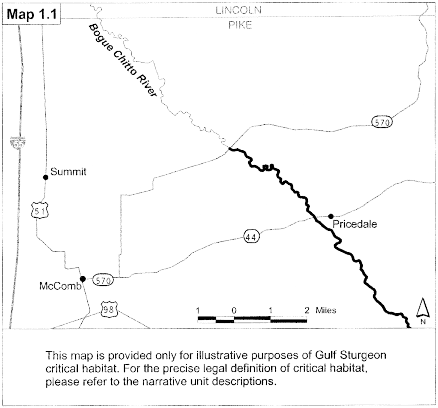 Map 1.1
LINCOLN
PIKE
Bogue Chitto River
570
55
Summit
51
Pricedale
44
McComb
570
98
1 0 1 2 Miles
N
This map is provided only for illustrative purposes of Gulf Sturgeon
critical habitat. For the precise legal definition of critical habitat,
please refer to the narrative unit descriptions.